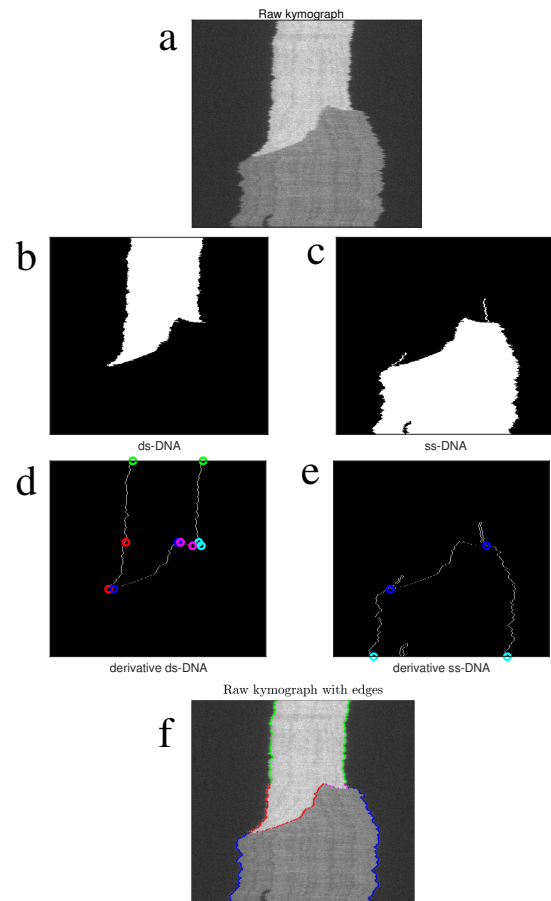 Raw kymograph
a
b
c
ds-DNA
ss-DNA
d
e
derivative ds-DNA
derivative ss-DNA
Raw kymograph with edges
f